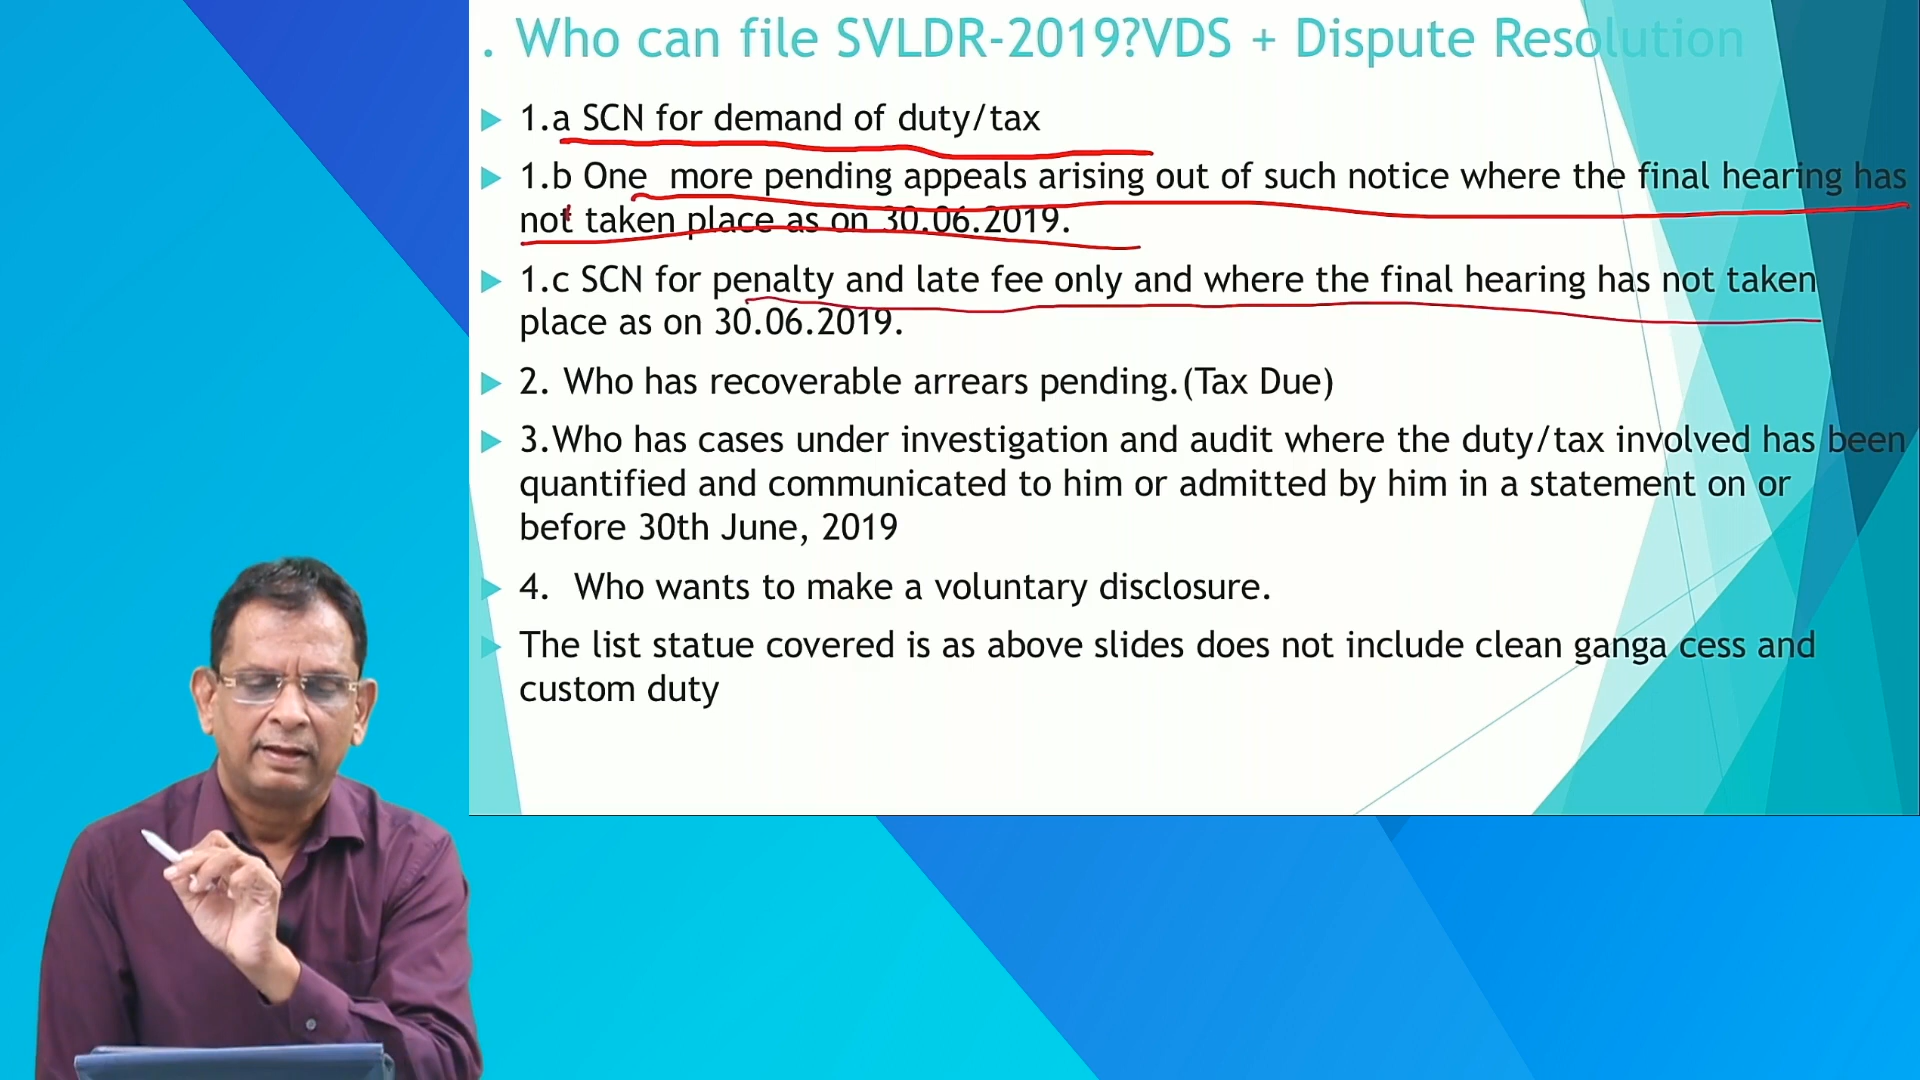 . Who can file SVLDR-2019?VDS + Dispute Resolution
1.a SCN for demand of duty/tax
1.b One  more pending appeals arising out of such notice where the final hearing has
not taken place as on 30.06.2019.
1.c SCN for penalty and late fee only and where the final hearing has not taken
place as on 30.06.2019.
2. Who has recoverable arrears pending.(Tax Due)
3.Who has cases under investigation and audit where the duty/tax involved has been
quantified and communicated to him or admitted by him in a statement on or
before 30th June, 2019
4.  Who wants to make a voluntary disclosure.
The list statue covered is as above slides does not include clean ganga cess and
custom duty